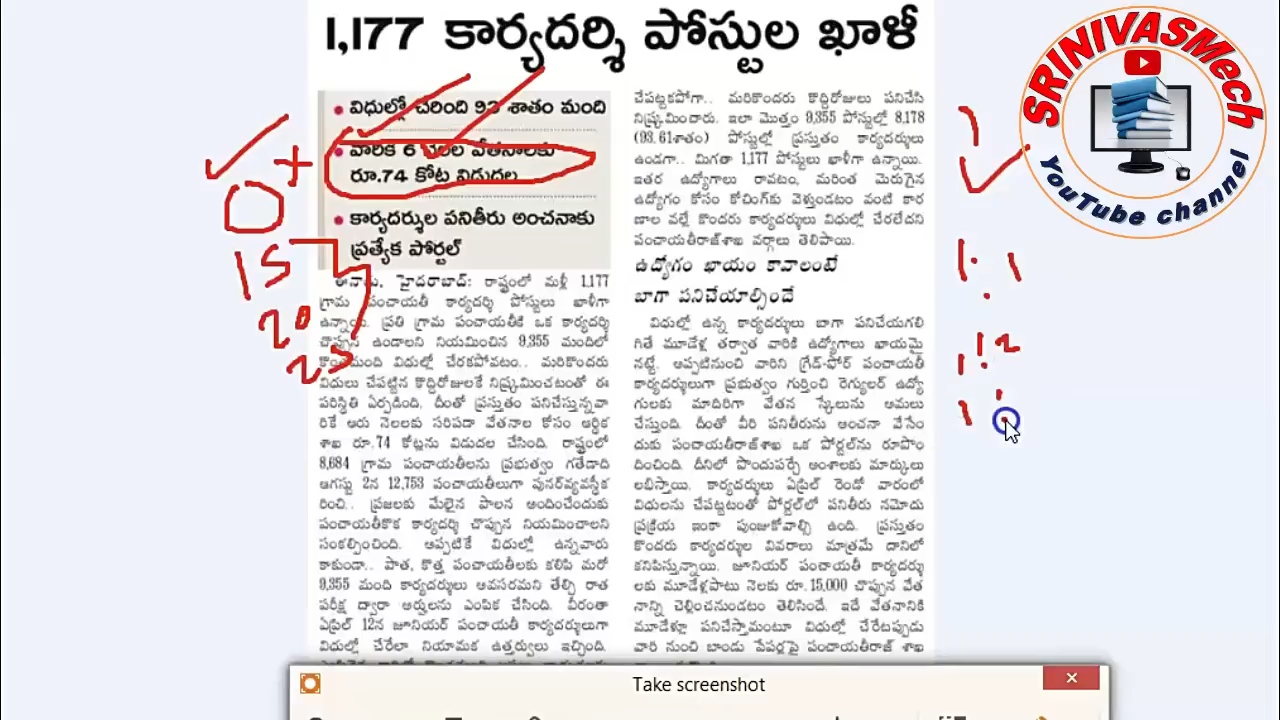 1,177 కార్యదర్శి పోస్టుల ఖాళీ
విధుల్లో చేరింది 93 శాతం మంది
వారికి 6 నెలల వేతనాలకు
రూ.74 కోట్ల విడుదల
కార్యదర్శుల పనితీరు అంచనాకు
ప్రత్యేక పోర్టల్
ఈనాడు, హైదరాబాద్: రాష్ట్రంలో మళ్లీ 1,177
గ్రామ పంచాయతీ కార్యదర్శి పోస్టులు ఖాళీగా
ఉన్నాయి. ప్రతి గ్రామ పంచాయతీకి ఒక కార్యదర్శి
చొప్పున ఉండాలని నియమించిన 9,355 మందిలో
కొంతమంది విధుల్లో చేరకపోవటం.. మరికొందరు
విధులు చేపట్టిన కొద్దిరోజులకే నిష్క్రమించటంతో ఈ
పరిస్థితి ఏర్పడింది. దీంతో ప్రస్తుతం పనిచేస్తున్నవా
రికే ఆరు నెలలకు సరిపడా వేతనాల కోసం ఆర్థిక
శాఖ రూ.74 కోట్లను విడుదల చేసింది. రాష్ట్రంలో
8,684 గ్రామ పంచాయతీలను ప్రభుత్వం గతేడాది
ఆగస్టు 2న 12,753 పంచాయతీలుగా పునర్‌వ్యవస్థీక
రించి.. ప్రజలకు మేలైన పాలన అందించేందుకు
పంచాయతీకొక కార్యదర్శి చొప్పున నియమించాలని
సంకల్పించింది. అప్పటికే విధుల్లో ఉన్నవారు
కాకుండా.. పాత, కొత్త పంచాయతీలకు కలిపి మరో
9,355 మంది కార్యదర్శులు అవసరమని తేల్చి రాత
పరీక్ష ద్వారా అర్హులను ఎంపిక చేసింది. వీరంతా
ఏప్రిల్ 12న జూనియర్ పంచాయతీ కార్యదర్శులుగా
విధుల్లో చేరేలా నియామక ఉత్తర్వులు ఇచ్చింది.
చేపట్టకపోగా.. మరికొందరు కొద్దిరోజులు పనిచేసి
నిష్క్రమించారు. ఇలా మొత్తం 9,355 పోస్టుల్లో 8,178
(93.61శాతం) పోస్టుల్లో ప్రస్తుతం కార్యదర్శులు
ఉండగా.. మిగతా 1,177 పోస్టులు ఖాళీగా ఉన్నాయి.
ఇతర ఉద్యోగాలు రావటం, మరింత మెరుగైన
ఉద్యోగం కోసం కోచింగ్‌కు వెళ్తుండటం వంటి కార
ణాల వల్లే కొందరు కార్యదర్శులు విధుల్లో చేరలేదని
పంచాయతీరాజ్‌శాఖ వర్గాలు తెలిపాయి.
ఉద్యోగం ఖాయం కావాలంటే
బాగా పనిచేయాల్సిందే
విధుల్లో ఉన్న కార్యదర్శులు బాగా పనిచేయగలి
గితే మూడేళ్ల తర్వాత వారికి ఉద్యోగాలు ఖాయమై
నట్టే. అప్పటినుంచి వారిని గ్రేడ్-ఫోర్ పంచాయతీ
కార్యదర్శులుగా ప్రభుత్వం గుర్తించి రెగ్యులర్ ఉద్యో
గులకు మాదిరిగా వేతన స్కేలును అమలు
చేస్తుంది. దీంతో వీరి పనితీరును అంచనా వేసేం
దుకు పంచాయతీరాజ్‌శాఖ ఒక పోర్టల్‌ను రూపొం
దించింది. దీనిలో పొందుపర్చే అంశాలకు మార్కులు
లభిస్తాయి. కార్యదర్శులు ఏప్రిల్ రెండో వారంలో
విధులను చేపట్టటంతో పోర్టల్‌లో పనితీరు నమోదు
ప్రక్రియ ఇంకా పుంజుకోవాల్సి ఉంది. ప్రస్తుతం
కొందరు కార్యదర్శుల వివరాలు మాత్రమే దానిలో
కనిపిస్తున్నాయి. జూనియర్ పంచాయతీ కార్యదర్శు
లకు మూడేళ్లపాటు నెలకు రూ.15,000 చొప్పున వేత
నాన్ని చెల్లించనుండటం తెలిసిందే. ఇదే వేతనానికి
మూడేళ్లూ పనిచేస్తామంటూ విధుల్లో చేరేటప్పుడు
వారి నుంచి బాండు పేపర్లపై పంచాయతీరాజ్ శాఖ
15
20
25
SRINIVASMech
YouTube channel
Take screenshot